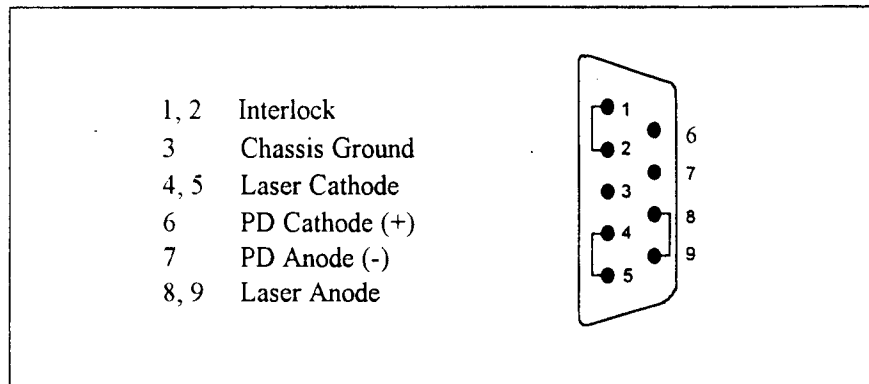 1, 2 Interlock
3 Chassis Ground
4, 5 Laser Cathode
6 PD Cathode (+)
7 PD Anode (-)
8, 9 Laser Anode
1
6
2
7
3
8
4
9
5